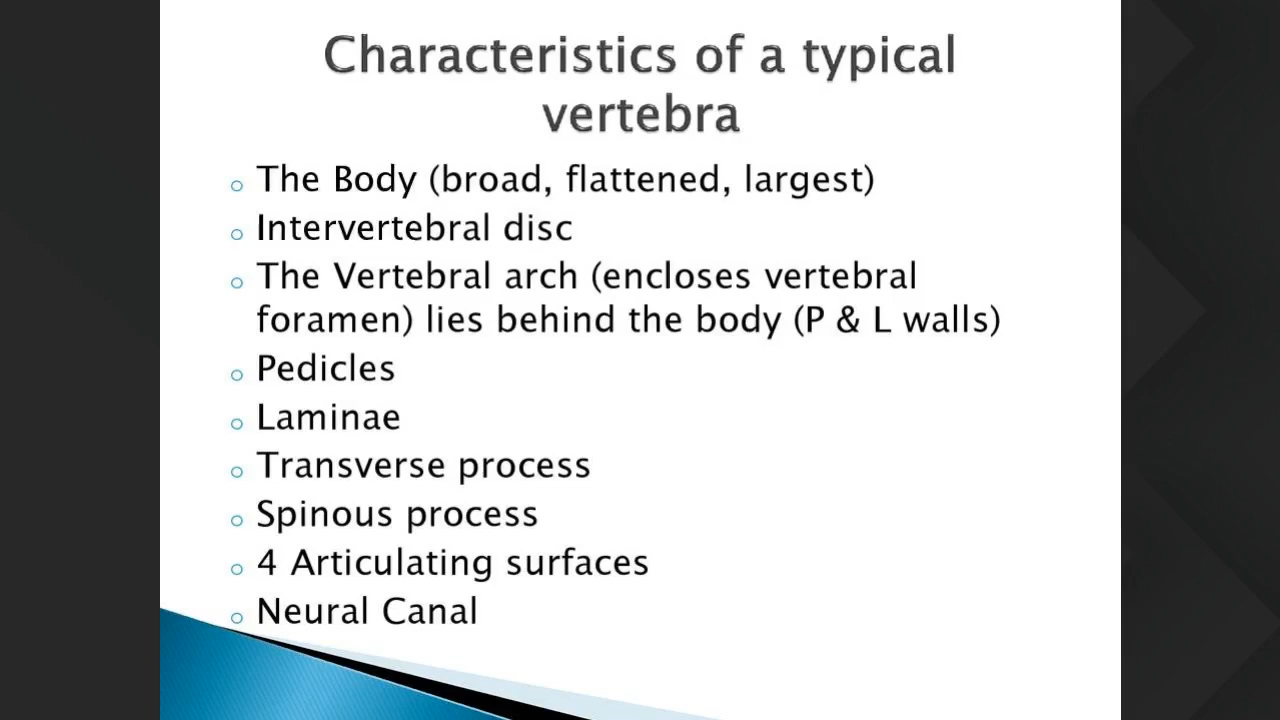 Characteristics of a typical
vertebra
The Body (broad, flattened, largest)
Intervertebral disc
The Vertebral arch (encloses vertebral
foramen) lies behind the body (P & L walls)
Pedicles
Laminae
Transverse process
Spinous process
4 Articulating surfaces
Neural Canal